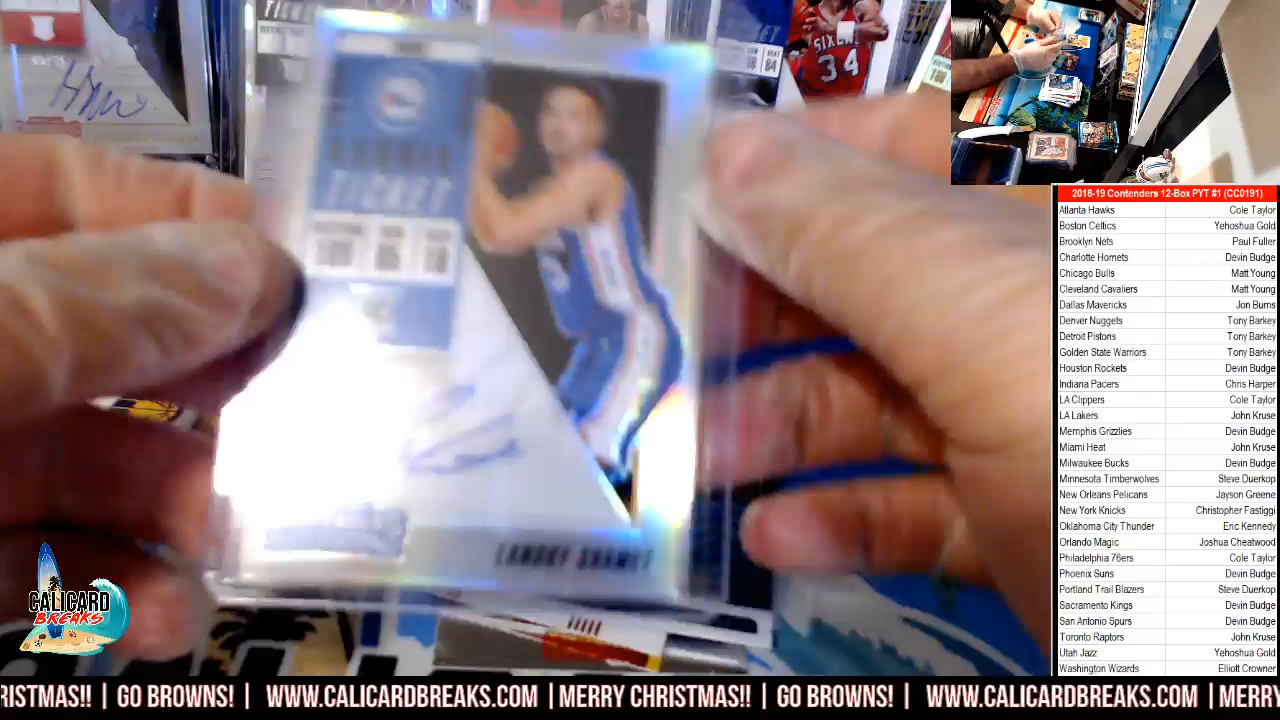 SIXERS
34
LANDRY SHAMET
CALICARD
BREAKS
2018-19 Contenders 12-Box PYT #1 (CC0191)
Atlanta Hawks Cole Taylor
Boston Celtics Yehoshua Gold
Brooklyn Nets Paul Fuller
Charlotte Hornets Devin Budge
Chicago Bulls Matt Young
Cleveland Cavaliers Matt Young
Dallas Mavericks Jon Burns
Denver Nuggets Tony Barkey
Detroit Pistons Tony Barkey
Golden State Warriors Tony Barkey
Houston Rockets Devin Budge
Indiana Pacers Chris Harper
LA Clippers Cole Taylor
LA Lakers John Kruse
Memphis Grizzlies Devin Budge
Miami Heat John Kruse
Milwaukee Bucks Devin Budge
Minnesota Timberwolves Steve Duerkop
New Orleans Pelicans Jayson Greene
New York Knicks Christopher Fastiggi
Oklahoma City Thunder Eric Kennedy
Orlando Magic Joshua Cheatwood
Philadelphia 76ers Cole Taylor
Phoenix Suns Devin Budge
Portland Trail Blazers Steve Duerkop
Sacramento Kings Devin Budge
San Antonio Spurs Devin Budge
Toronto Raptors John Kruse
Utah Jazz Yehoshua Gold
Washington Wizards Elliott Crowner
RISTMAS!! | GO BROWNS! | WWW.CALICARDBREAKS.COM | MERRY CHRISTMAS!! | GO BROWNS! | WWW.CALICARDBREAKS.COM | MERRY